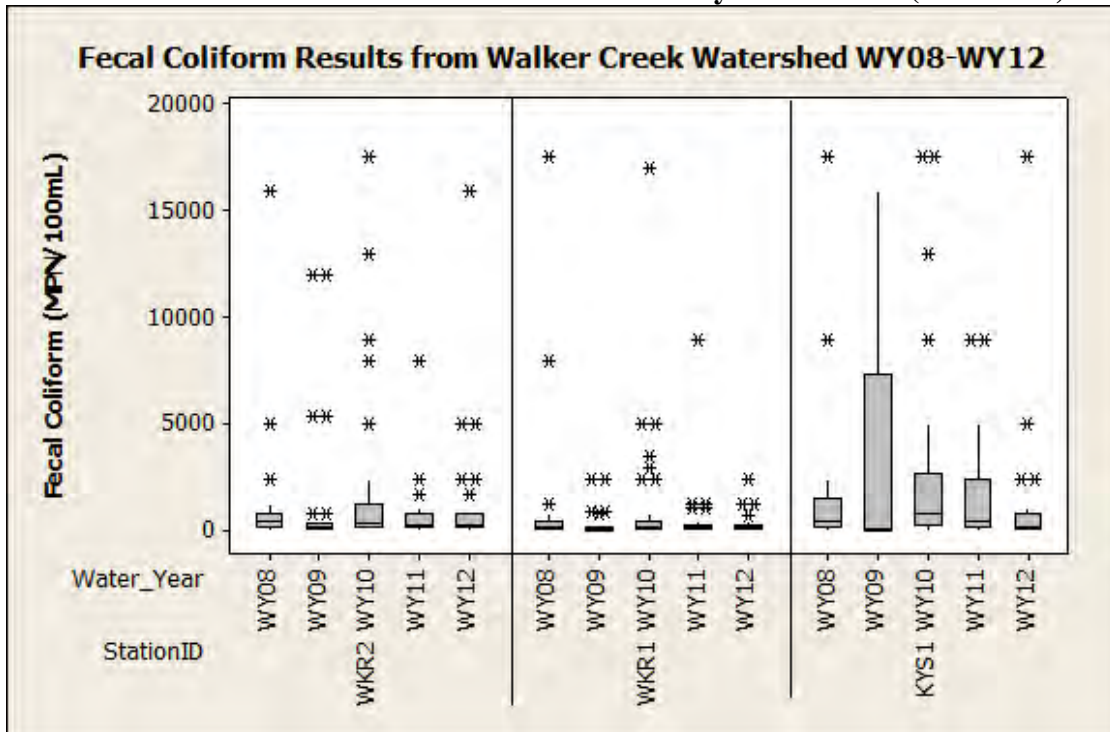 Fecal Coliform Results from Walker Creek Watershed WY08-WY12
Fecal Coliform (MPN/100mL)
20000
15000
10000
5000
0
Water_Year
WY08 WY09 WY10 WY11 WY12 WY08 WY09 WY10 WY11 WY12 WY08 WY09 WY10 WY11 WY12
StationID
WKR2 WKR1 KYS1